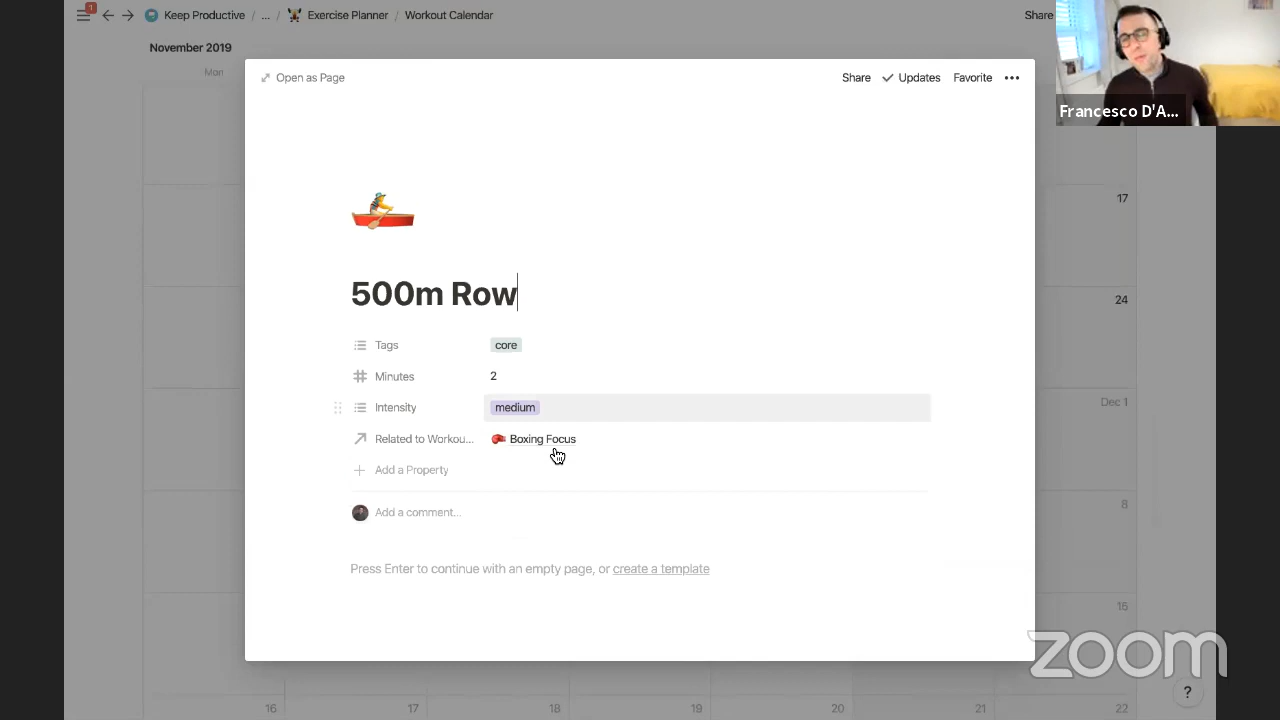 1
Keep Productive / ... / Exercise Planner / Workout Calendar
Share
November 2019
Mon
Open as Page
Share
Updates
Favorite
Francesco D'A...
17
500m Row
Tags
core
24
Minutes
2
Intensity
medium
Dec 1
Related to Workou...
Boxing Focus
Add a Property
8
Add a comment...
Press Enter to continue with an empty page, or create a template
15
zoom
?
16
17
18
19
20
21
22